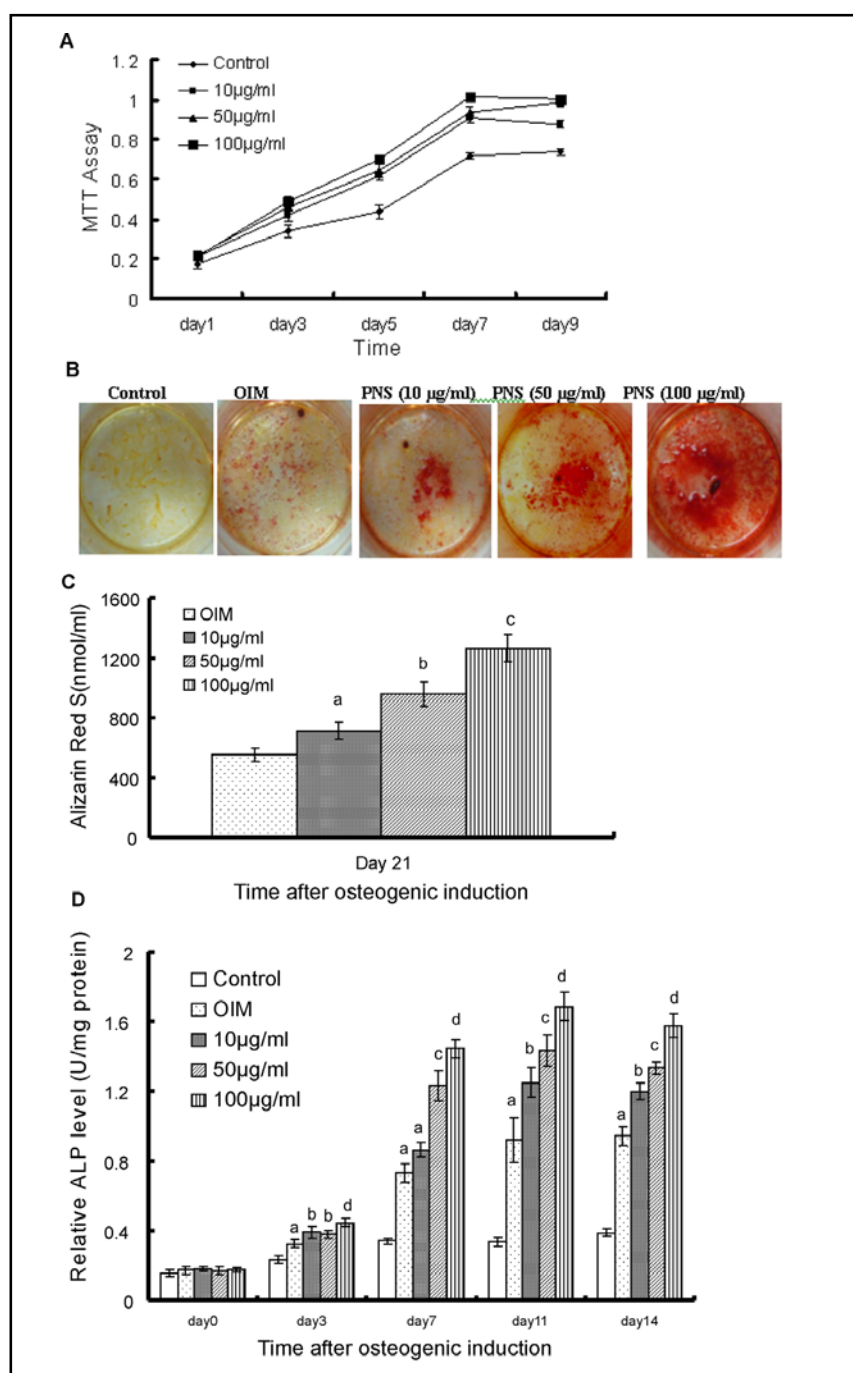 A
MTT Assay
1.2
1
0.8
0.6
0.4
0.2
0
Control
10µg/ml
50µg/ml
100µg/ml
day1 day3 day5 day7 day9
Time
B
Control OIM PNS (10 µg/ml) PNS (50 µg/ml) PNS (100 µg/ml)
C
Alizarin Red S(nmol/ml)
1600
1200
800
400
0
OIM
10µg/ml
50µg/ml
100µg/ml
a b c
Day 21
Time after osteogenic induction
D
Relative ALP level (U/mg protein)
2
1.6
1.2
0.8
0.4
0
Control
OIM
10µg/ml
50µg/ml
100µg/ml
a b b d
a a c d
a b c d
a b c d
day0 day3 day7 day11 day14
Time after osteogenic induction